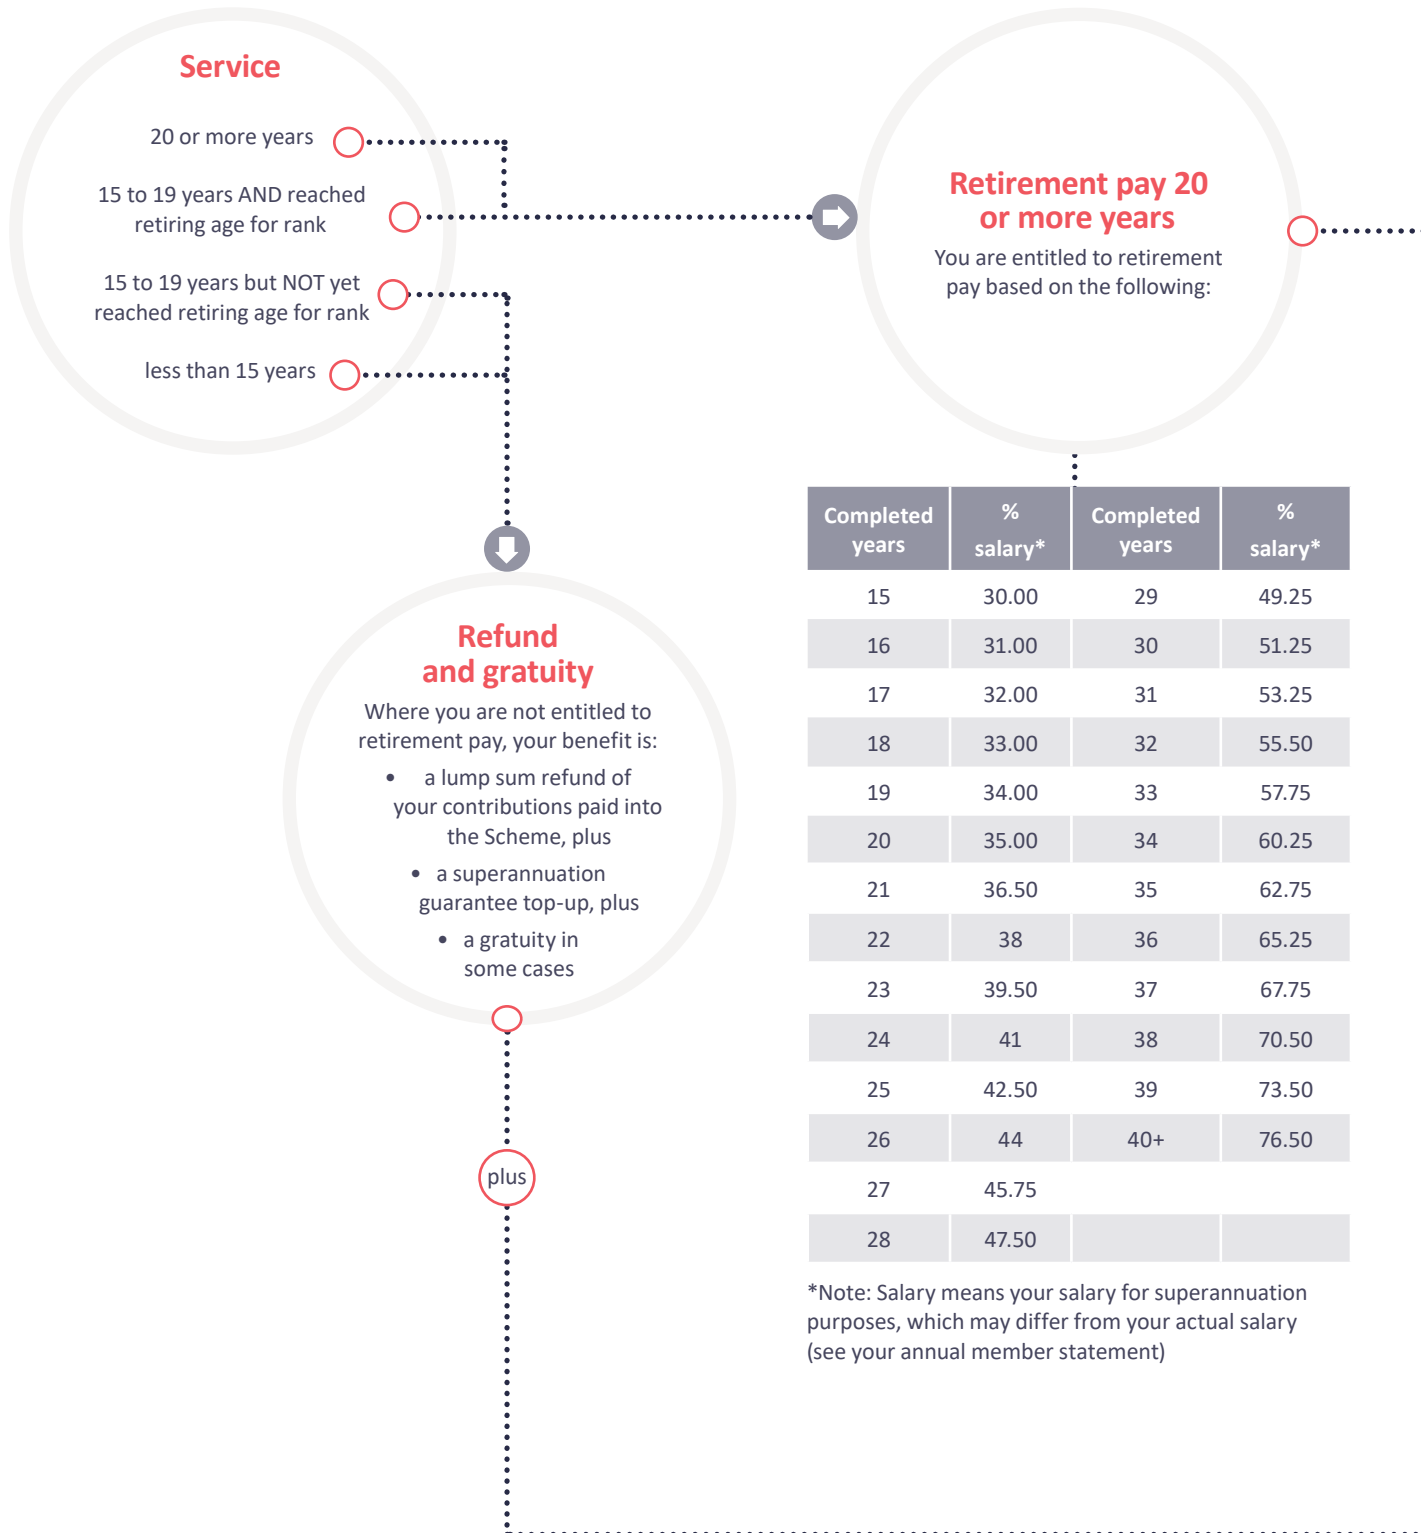 Service
20 or more years
15 to 19 years AND reached
retiring age for rank
15 to 19 years but NOT yet
reached retiring age for rank
less than 15 years
Retirement pay 20
or more years
You are entitled to retirement
pay based on the following:
Refund
and gratuity
Where you are not entitled to
retirement pay, your benefit is:
• a lump sum refund of
your contributions paid into
the Scheme, plus
• a superannuation
guarantee top-up, plus
• a gratuity in
some cases
plus
Completed years % salary* Completed years % salary*
15 30.00 29 49.25
16 31.00 30 51.25
17 32.00 31 53.25
18 33.00 32 55.50
19 34.00 33 57.75
20 35.00 34 60.25
21 36.50 35 62.75
22 38 36 65.25
23 39.50 37 67.75
24 41 38 70.50
25 42.50 39 73.50
26 44 40+ 76.50
27 45.75
28 47.50
*Note: Salary means your salary for superannuation
purposes, which may differ from your actual salary
(see your annual member statement)